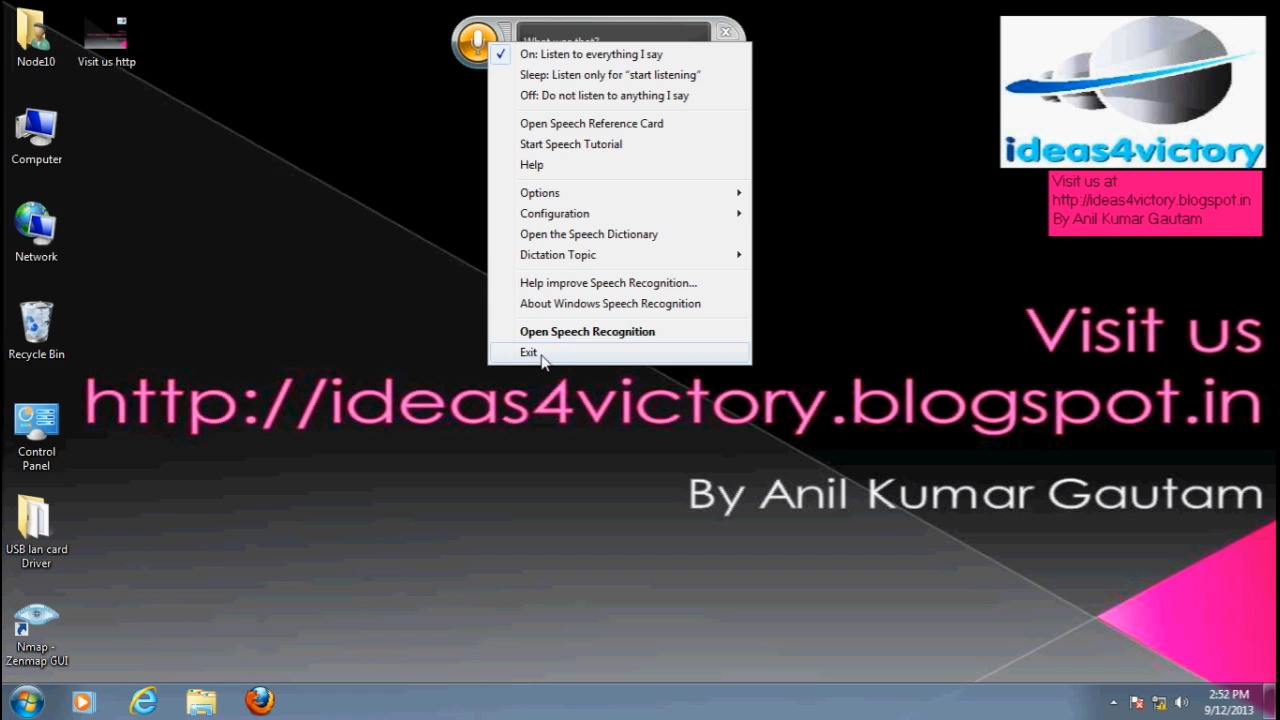 Node10
Visit us http
Computer
Network
Recycle Bin
Control
Panel
USB lan card
Driver
Nmap -
Zenmap GUI
What was that?
On: Listen to everything I say
Sleep: Listen only for “start listening”
Off: Do not listen to anything I say
Open Speech Reference Card
Start Speech Tutorial
Help
Options
Configuration
Open the Speech Dictionary
Dictation Topic
Help improve Speech Recognition...
About Windows Speech Recognition
Open Speech Recognition
Exit
ideas4victory
Visit us at
http://ideas4victory.blogspot.in
By Anil Kumar Gautam
Visit us
http://ideas4victory.blogspot.in
By Anil Kumar Gautam
2:52 PM
9/12/2013